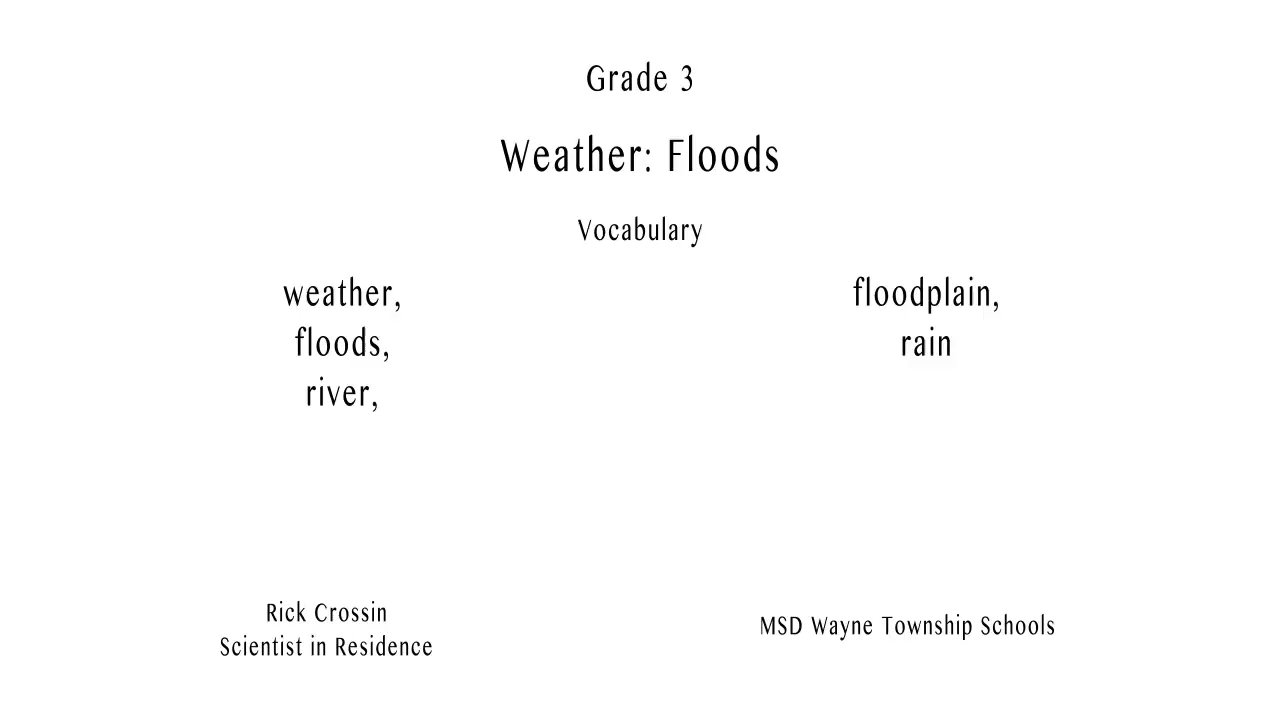 Grade 3
Weather: Floods
Vocabulary
weather,
floods,
river,
floodplain,
rain
Rick Crossin
Scientist in Residence
MSD Wayne Township Schools